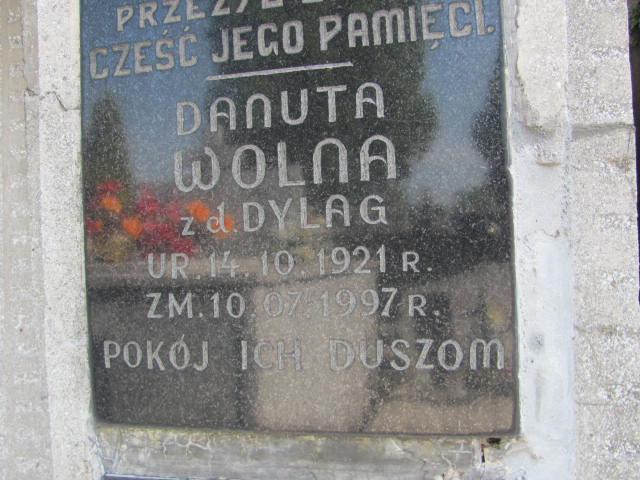 CZEŚĆ JEGO PAMIĘCI.
DANUTA
WOLNA
z d. DYLAG
UR. 14.10.1921 R.
ZM. 10.07.1997 R.
POKÓJ ICH DUSZOM